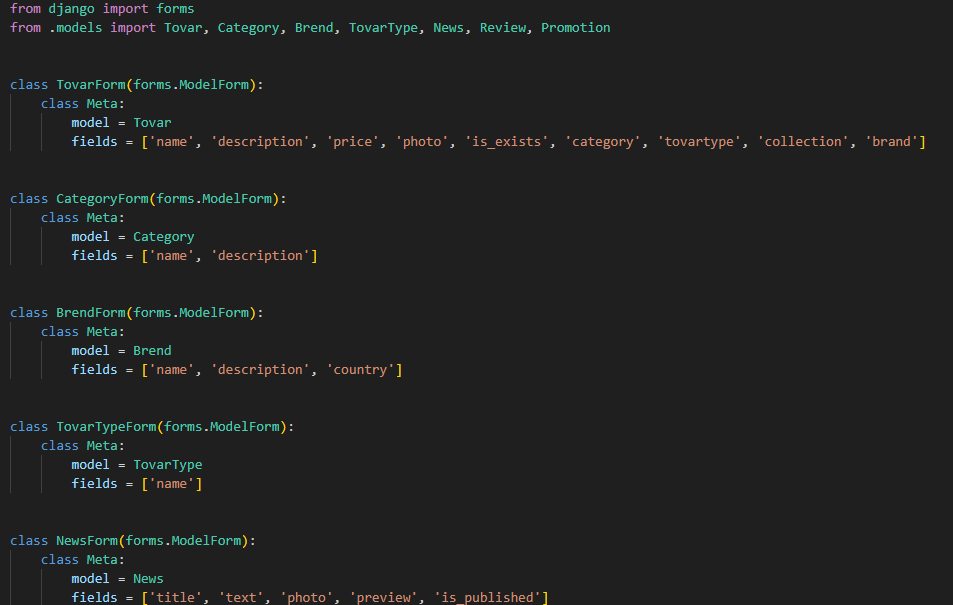 from django import forms
from .models import Tovar, Category, Brend, TovarType, News, Review, Promotion
class TovarForm(forms.ModelForm):
    class Meta:
        model = Tovar
        fields = ['name', 'description', 'price', 'photo', 'is_exists', 'category', 'tovartype', 'collection', 'brand']
class CategoryForm(forms.ModelForm):
    class Meta:
        model = Category
        fields = ['name', 'description']
class BrendForm(forms.ModelForm):
    class Meta:
        model = Brend
        fields = ['name', 'description', 'country']
class TovarTypeForm(forms.ModelForm):
    class Meta:
        model = TovarType
        fields = ['name']
class NewsForm(forms.ModelForm):
    class Meta:
        model = News
        fields = ['title', 'text', 'photo', 'preview', 'is_published']